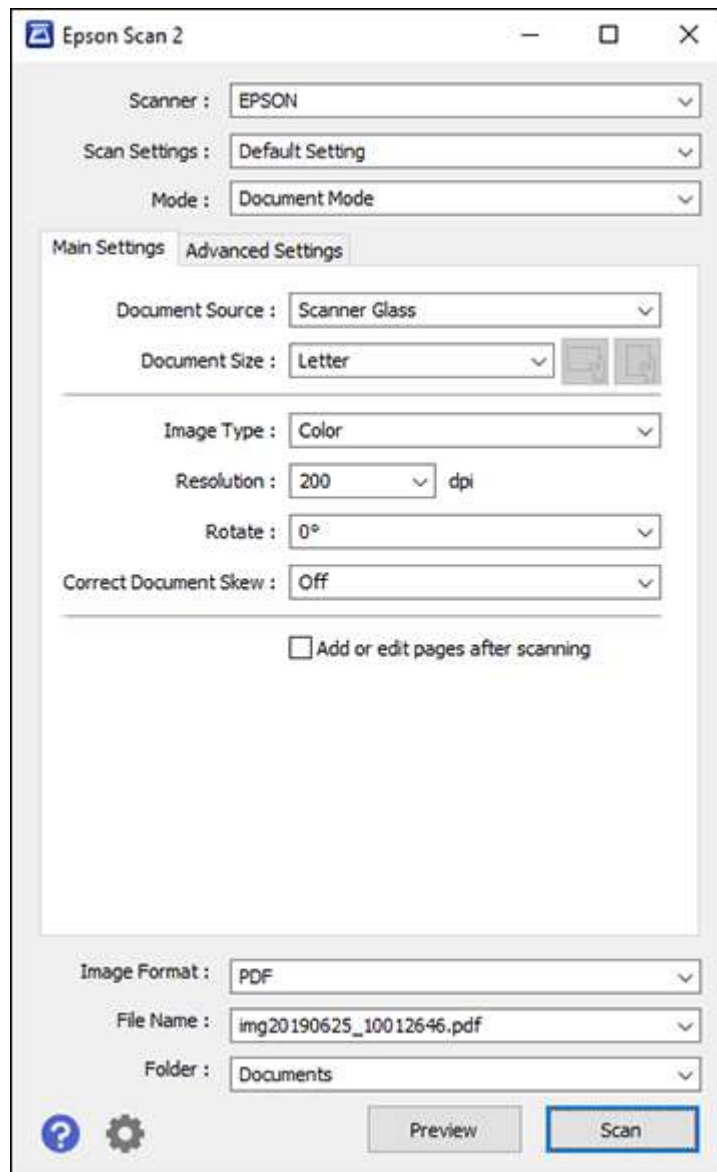 Epson Scan 2
Scanner : EPSON
Scan Settings : Default Setting
Mode : Document Mode
Main Settings Advanced Settings
Document Source : Scanner Glass
Document Size : Letter
Image Type : Color
Resolution : 200 dpi
Rotate : 0°
Correct Document Skew : Off
Add or edit pages after scanning
Image Format : PDF
File Name : img20190625_10012646.pdf
Folder : Documents
? Preview Scan